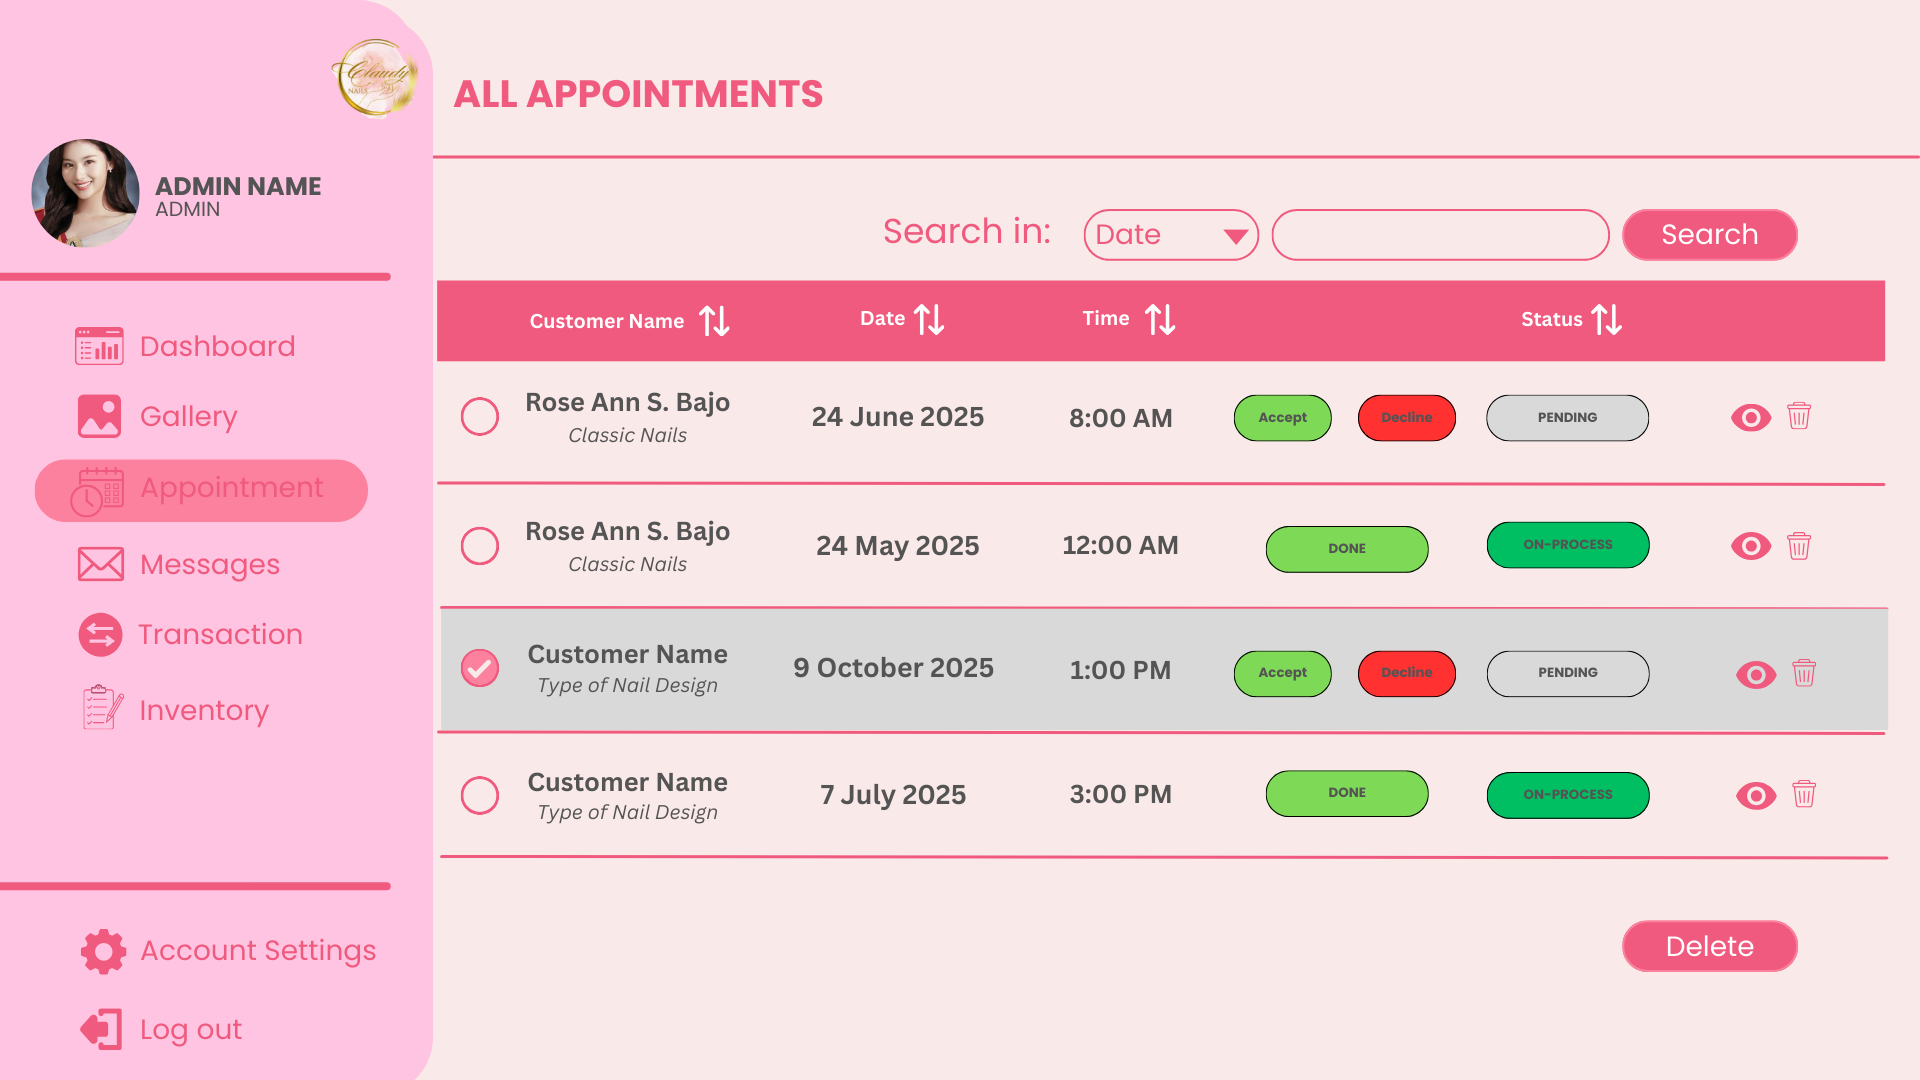 Claudy
NAILS
ALL APPOINTMENTS
ADMIN NAME
ADMIN
Dashboard
Gallery
Appointment
Messages
Transaction
Inventory
Account Settings
Log out
Search in: Date Search
Customer Name Date Time Status
Rose Ann S. Bajo 24 June 2025 8:00 AM Accept Decline PENDING
Classic Nails
Rose Ann S. Bajo 24 May 2025 12:00 AM DONE ON-PROCESS
Classic Nails
Customer Name 9 October 2025 1:00 PM Accept Decline PENDING
Type of Nail Design
Customer Name 7 July 2025 3:00 PM DONE ON-PROCESS
Type of Nail Design
Delete